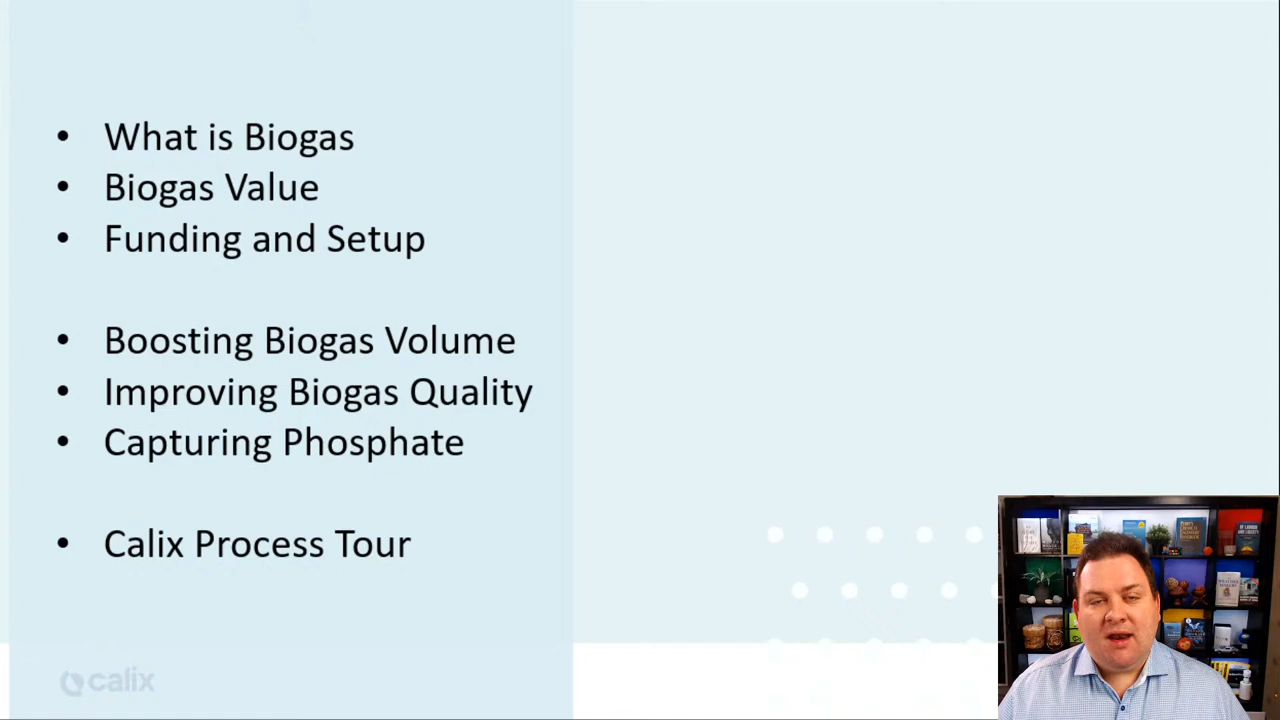 • What is Biogas
• Biogas Value
• Funding and Setup
• Boosting Biogas Volume
• Improving Biogas Quality
• Capturing Phosphate
• Calix Process Tour
calix